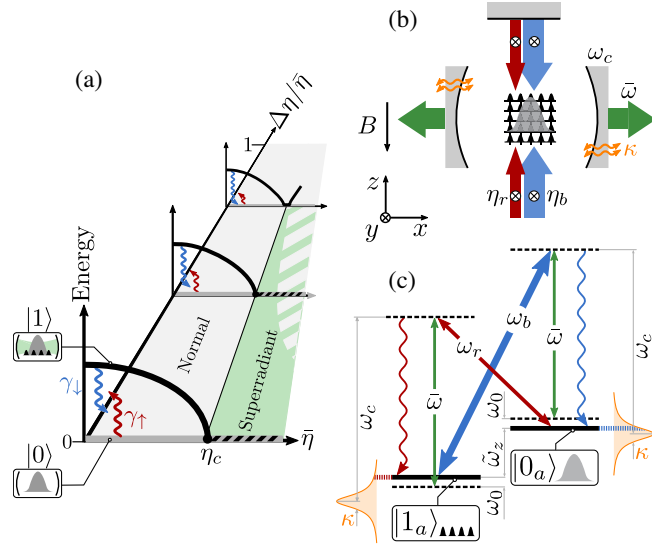 (a)
Δη/η̄
1
Energy
|1⟩
γ↓
γ↑
Normal
Superradiant
0
η_c
η̄
|0⟩
(b)
ω_c
ω̄
B
κ
z
η_r
η_b
y
x
(c)
ω_c
ω_r
ω_b
ω̄
ω̄
ω_c
ω_0
ω̃_z
|0_a⟩
κ
κ
|1_a⟩
ω_0